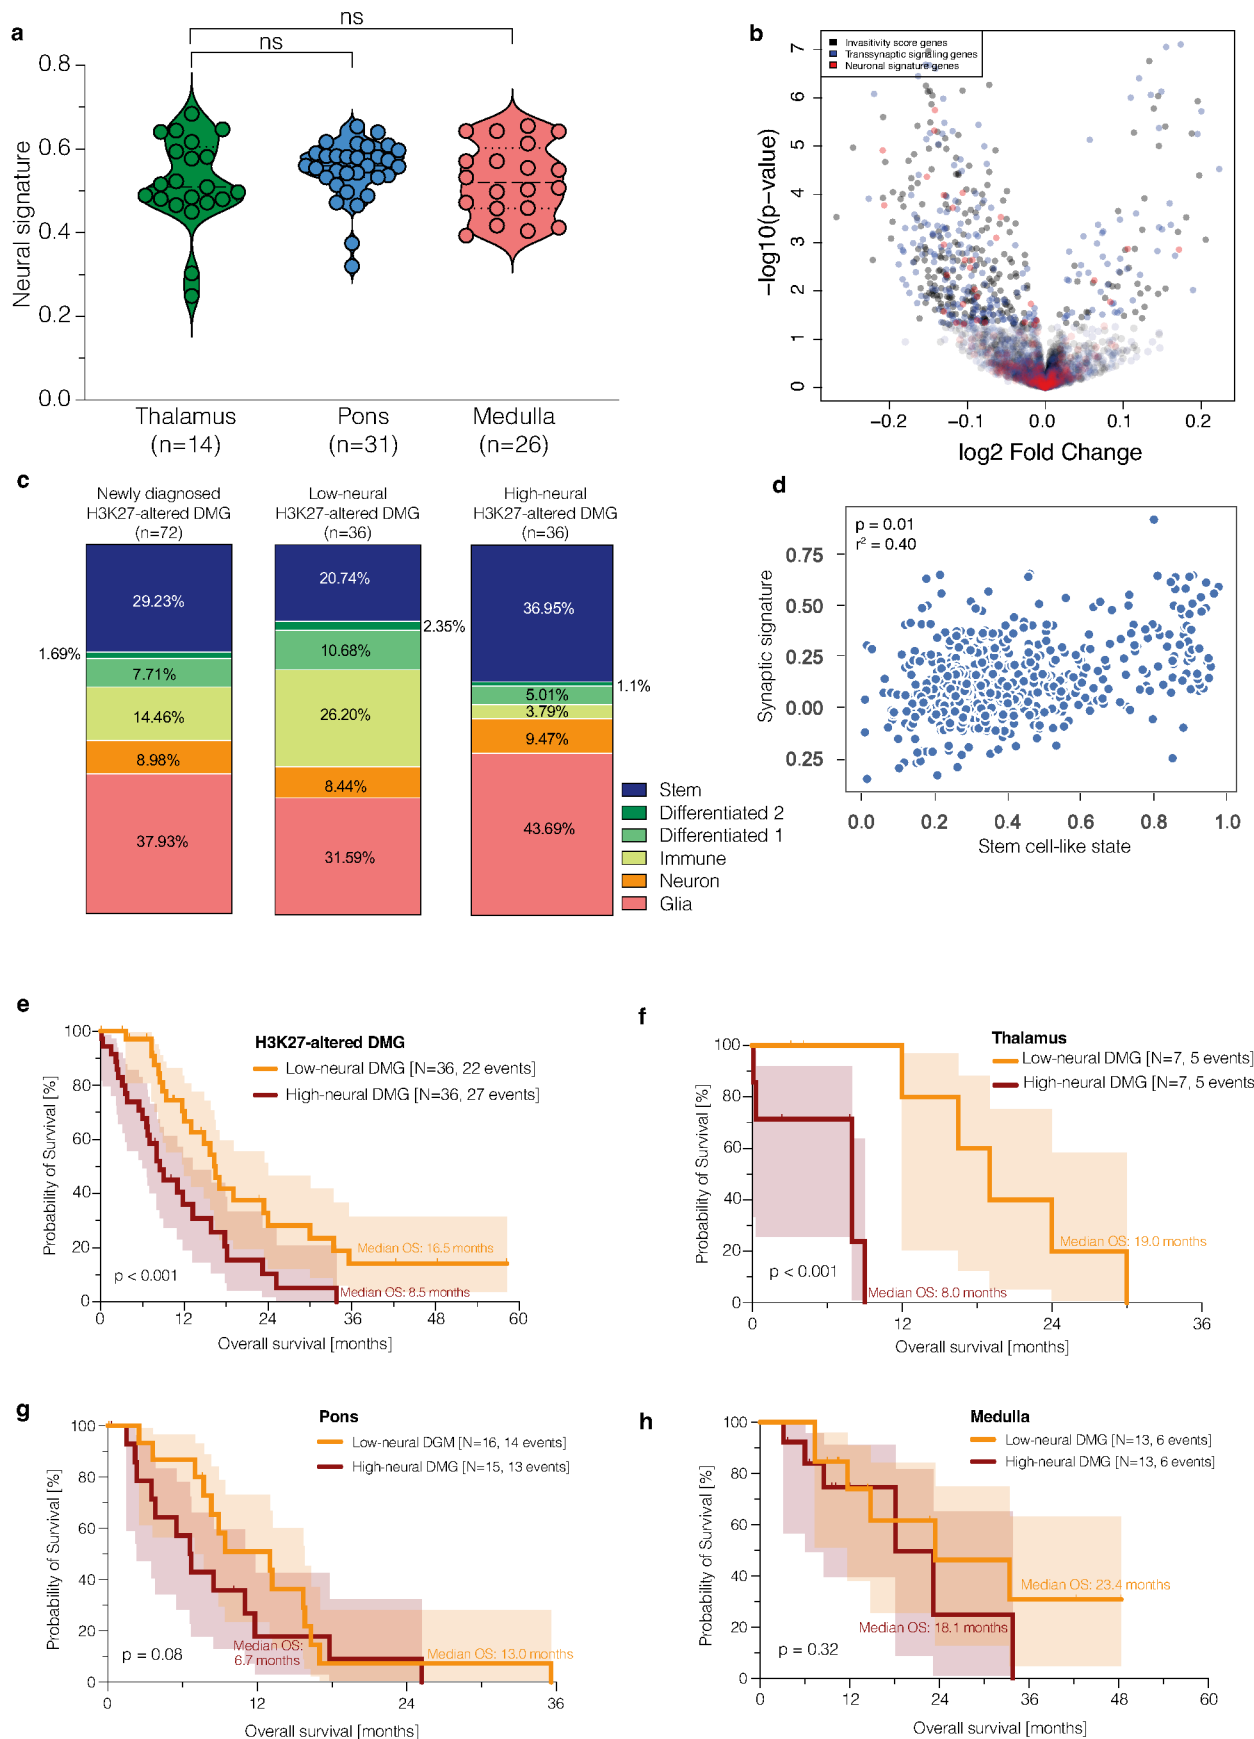 a
ns
ns
0.8
0.6
0.4
0.2
0.0
Neural signature
Thalamus
(n=14)
Pons
(n=31)
Medulla
(n=26)
b
Invasitivity score genes
Transsynaptic signaling genes
Neuronal signature genes
7
6
5
4
3
2
1
0
−log10(p−value)
−0.2
−0.1
0.0
0.1
0.2
log2 Fold Change
c
Newly diagnosed
H3K27-altered DMG
(n=72)
Low-neural
H3K27-altered DMG
(n=36)
High-neural
H3K27-altered DMG
(n=36)
29.23%
1.69%
7.71%
14.46%
8.98%
37.93%
20.74%
2.35%
10.68%
26.20%
8.44%
31.59%
36.95%
1.1%
5.01%
3.79%
9.47%
43.69%
Stem
Differentiated 2
Differentiated 1
Immune
Neuron
Glia
d
p = 0.01
r² = 0.40
0.75
0.50
0.25
0.00
0.25
Synaptic signature
0.0
0.2
0.4
0.6
0.8
1.0
Stem cell-like state
e
H3K27-altered DMG
Low-neural DMG [N=36, 22 events]
High-neural DMG [N=36, 27 events]
100
80
60
40
20
0
Probability of Survival [%]
Median OS: 16.5 months
Median OS: 8.5 months
p < 0.001
0
12
24
36
48
60
Overall survival [months]
f
Thalamus
Low-neural DMG [N=7, 5 events]
High-neural DMG [N=7, 5 events
100
80
60
40
20
0
Probability of Survival [%]
Median OS: 19.0 months
Median OS: 8.0 months
p < 0.001
0
12
24
36
Overall survival [months]
g
Pons
Low-neural DGM [N=16, 14 events]
High-neural DMG [N=15, 13 events]
100
80
60
40
20
0
Probability of Survival [%]
p = 0.08
Median OS:
6.7 months
Median OS: 13.0 months
0
12
24
36
Overall survival [months]
h
Medulla
Low-neural DMG [N=13, 6 events]
High-neural DMG [N=13, 6 events]
100
80
60
40
20
0
Probability of Survival [%]
Median OS: 23.4 months
Median OS: 18.1 months
p = 0.32
0
12
24
36
48
60
Overall survival [months]